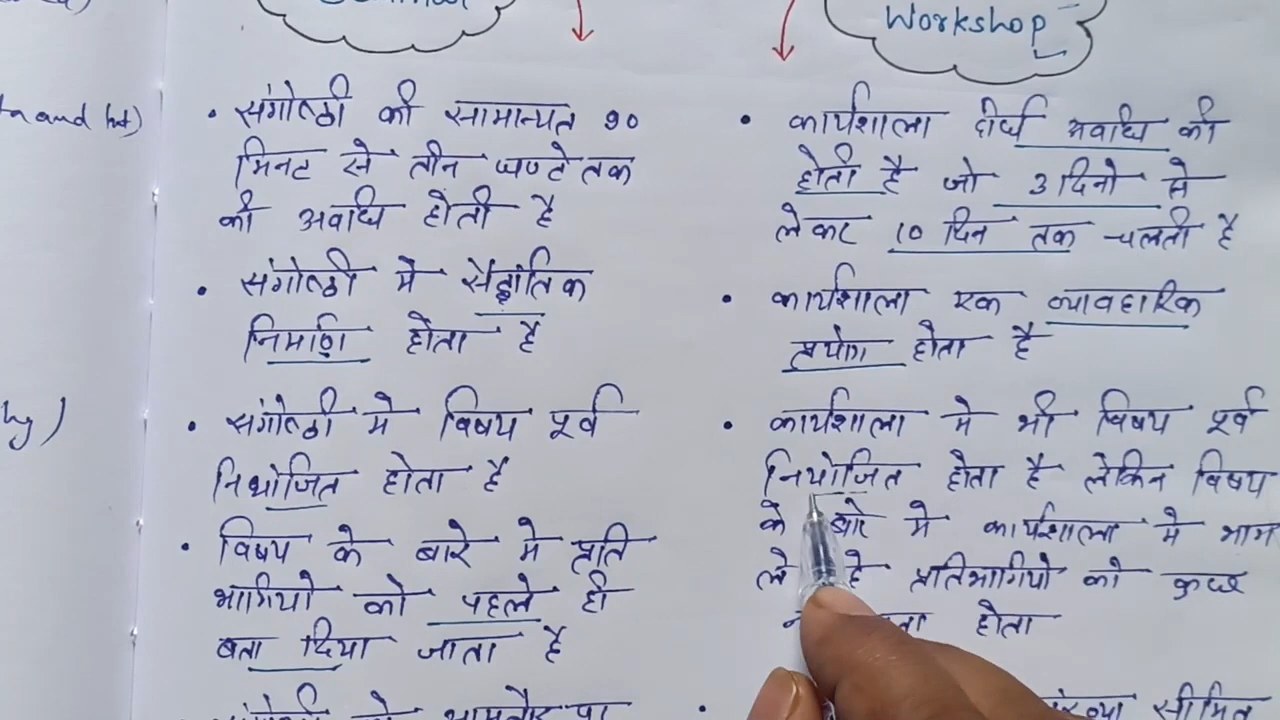 Workshop
and
• संगोष्ठी की सामान्यत 90
मिनट से तीन घण्टे तक
की अवधि होती है
• संगोष्ठी मे सैद्धांतिक
निर्माण होता है
• संगोष्ठी मे विषय पूर्व
नियोजित होता है
• विषय के बारे मे प्रति
भागियो को पहले ही
बता दिया जाता है
• कार्यशाला दीर्घ अवधि की
होती है जो 3 दिनो से
लेकर 10 दिन तक चलती है
• कार्यशाला एक व्यावहारिक
प्रयोग होता है
• कार्यशाला मे भी विषय पूर्व
नियोजित होता है लेकिन विषय
के बारे मे कार्यशाला मे भाग
ले हे प्रतिभागियो को कुछ
होता
सीमित